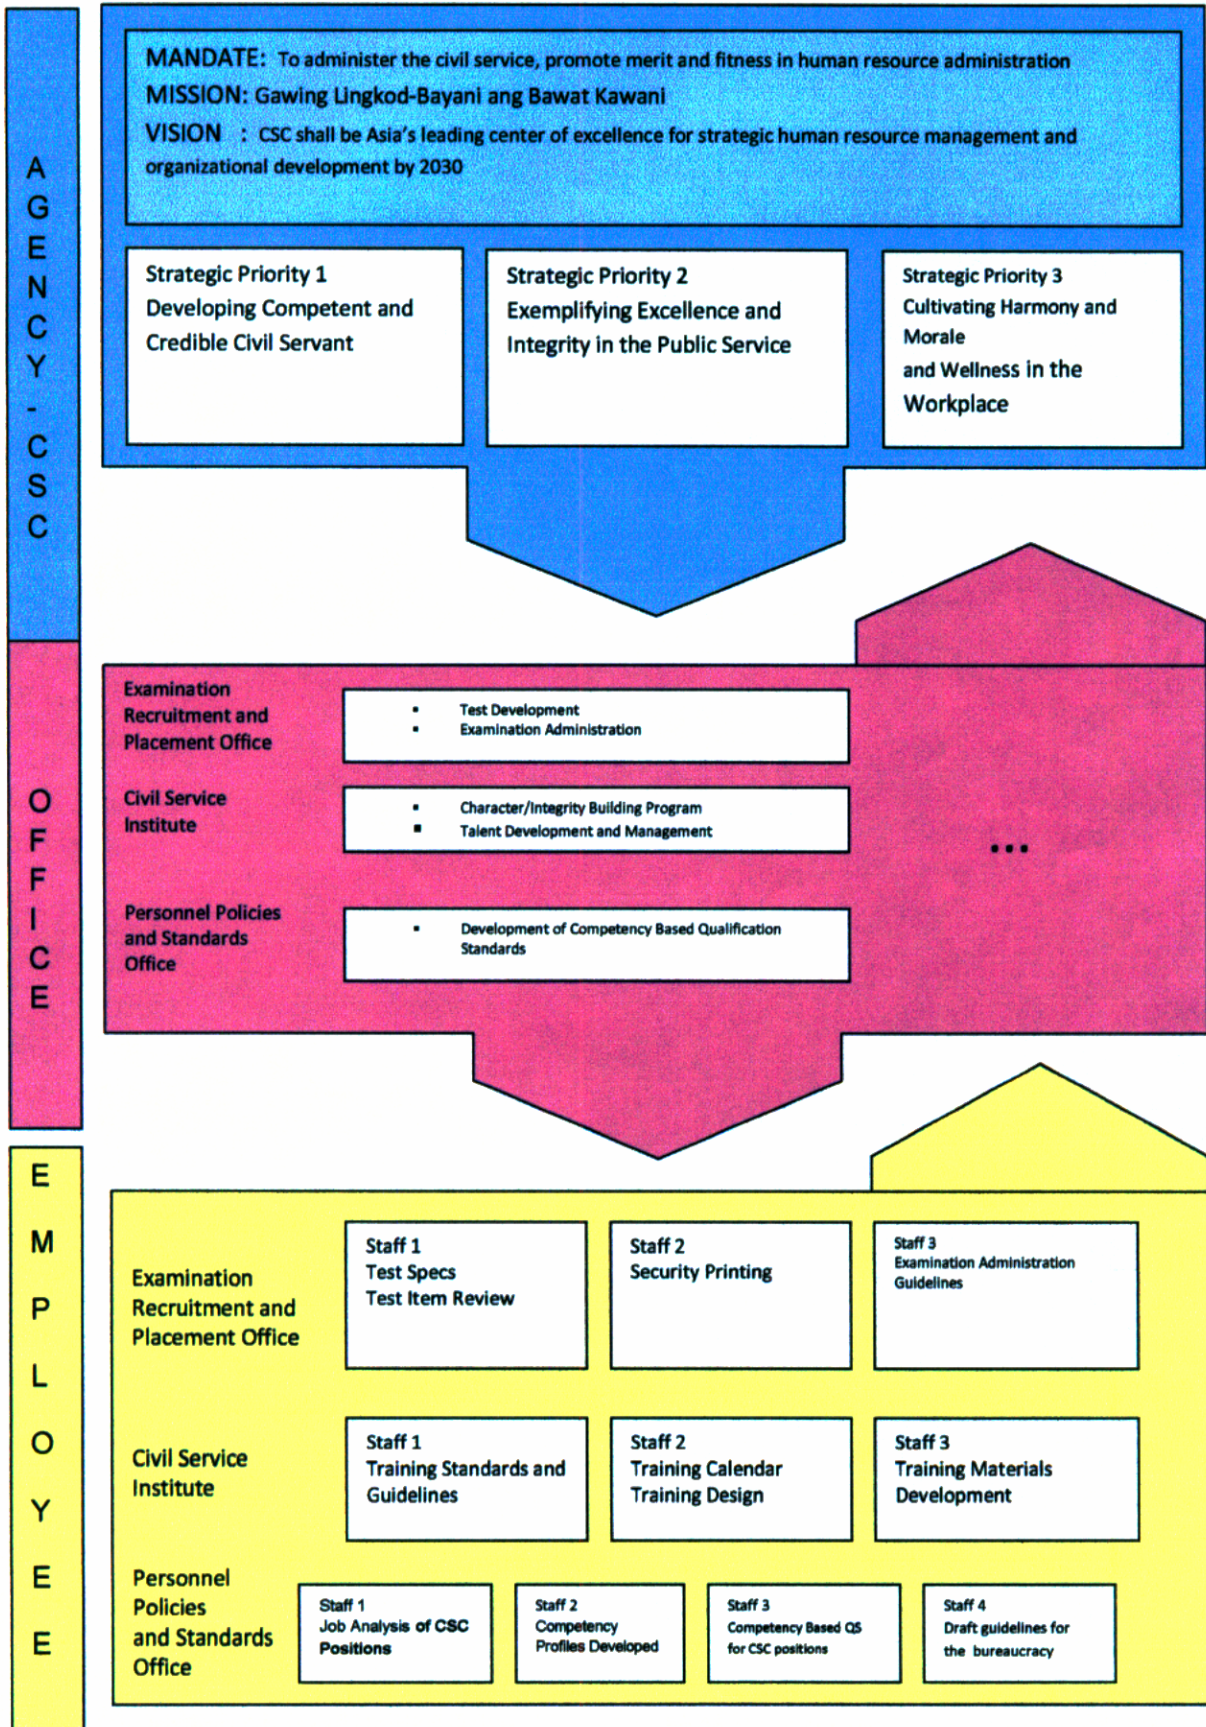 AGENCY-CSC
MANDATE: To administer the civil service, promote merit and fitness in human resource administration
MISSION: Gawing Lingkod-Bayani ang Bawat Kawani
VISION : CSC shall be Asia's leading center of excellence for strategic human resource management and
organizational development by 2030
Strategic Priority 1
Developing Competent and
Credible Civil Servant
Strategic Priority 2
Exemplifying Excellence and
Integrity in the Public Service
Strategic Priority 3
Cultivating Harmony and
Morale
and Wellness in the
Workplace
OFFICE
Examination
Recruitment and
Placement Office
▪ Test Development
▪ Examination Administration
Civil Service
Institute
▪ Character/Integrity Building Program
▪ Talent Development and Management
Personnel Policies
and Standards
Office
▪ Development of Competency Based Qualification
Standards
...
EMPLOYEE
Examination
Recruitment and
Placement Office
Staff 1
Test Specs
Test Item Review
Staff 2
Security Printing
Staff 3
Examination Administration
Guidelines
Civil Service
Institute
Staff 1
Training Standards and
Guidelines
Staff 2
Training Calendar
Training Design
Staff 3
Training Materials
Development
Personnel
Policies
and Standards
Office
Staff 1
Job Analysis of CSC
Positions
Staff 2
Competency
Profiles Developed
Staff 3
Competency Based QS
for CSC positions
Staff 4
Draft guidelines for
the bureaucracy